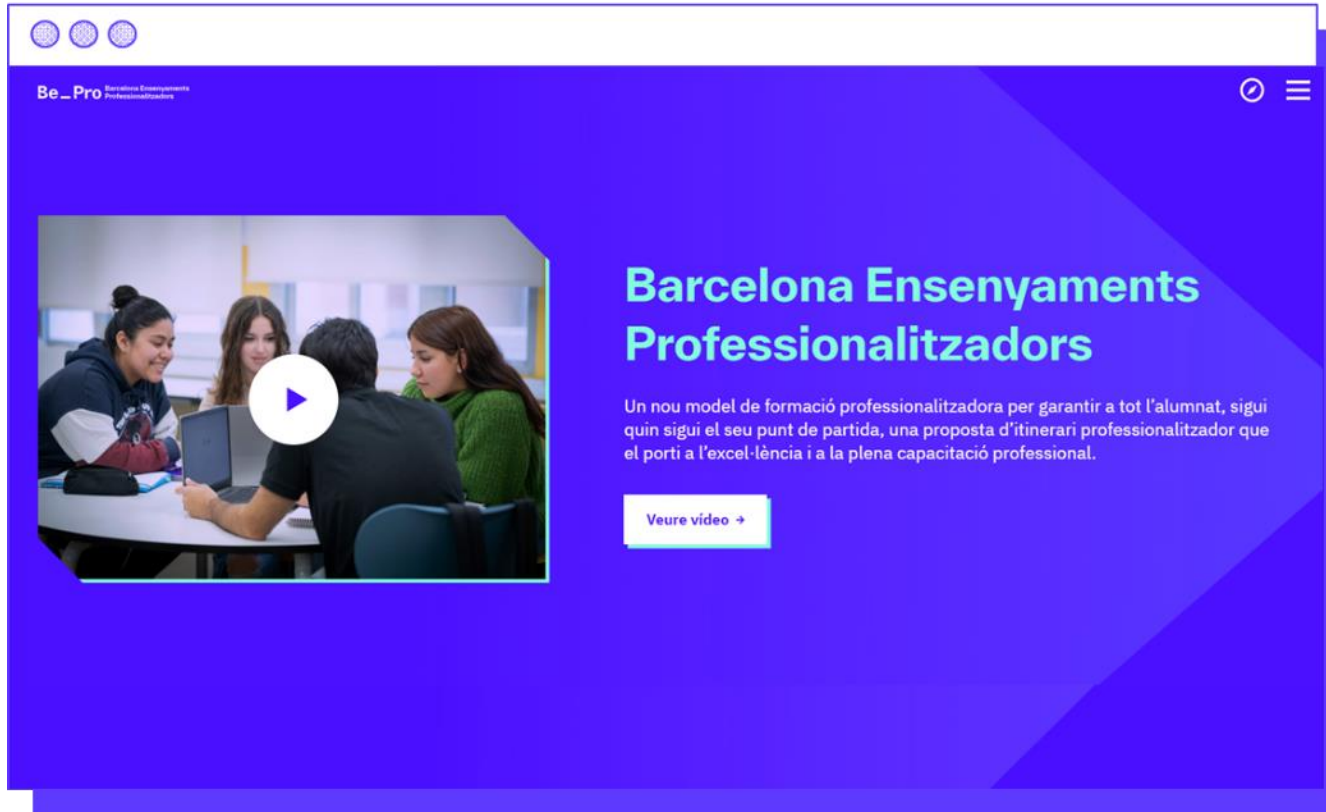 Be_Pro Barcelona Ensenyaments
Professionalitzadors
Barcelona Ensenyaments
Professionalitzadors
Un nou model de formació professionalitzadora per garantir a tot l’alumnat, sigui
quin sigui el seu punt de partida, una proposta d’itinerari professionalitzador que
el porti a l’excel·lència i a la plena capacitació professional.
Veure vídeo →